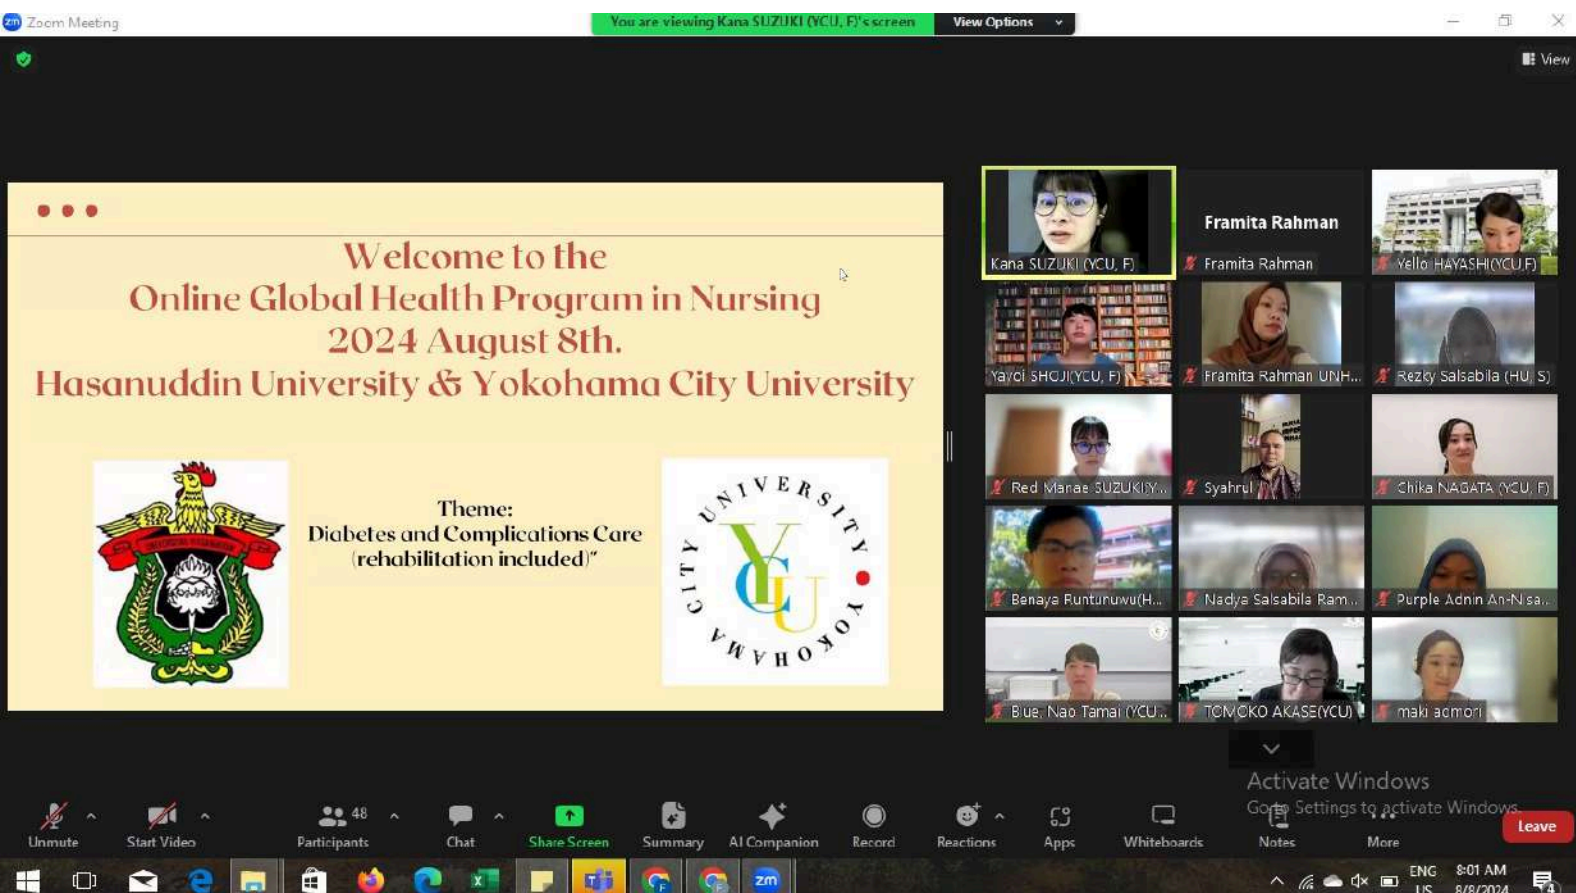 Zoom Meeting
You are viewing Kana SUZUKI (YCU, F)'s screen
View Options
View
Welcome to the
Online Global Health Program in Nursing
2024 August 8th.
Hasanuddin University & Yokohama City University
Theme:
Diabetes and Complications Care
(rehabilitation included)"
YOKOHAMA CITY UNIVERSITY
YCU
Kana SUZUKI (YCU, F)
Framita Rahman
Framita Rahman
Yello HAYASHI(YCU,F)
Yayoi SHOJI(YCU, F)
Framita Rahman UNH...
Rezky Salsabila (HU, S)
Red Manae SUZUKI(Y...
Syahrul
Chika NAGATA (YCU, F)
Benaya Runtunuwu(H...
Nadya Salsabila Ram...
Purple Adnin An-Nisa...
Blue, Nao Tamai (YCU...
TOMOKO AKASE(YCU)
maki aomori
Activate Windows
Go to Settings to activate Windows.
Unmute
Start Video
48
Participants
Chat
Share Screen
Summary
AI Companion
Record
Reactions
Apps
Whiteboards
Notes
More
Leave
zm
ENG
US
8:01 AM
8/8/2024
4